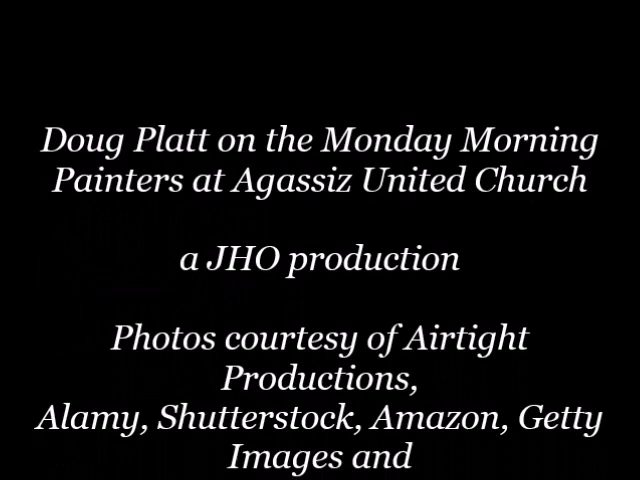 Doug Platt on the Monday Morning
Painters at Agassiz United Church
a JHO production
Photos courtesy of Airtight
Productions,
Alamy, Shutterstock, Amazon, Getty
Images and